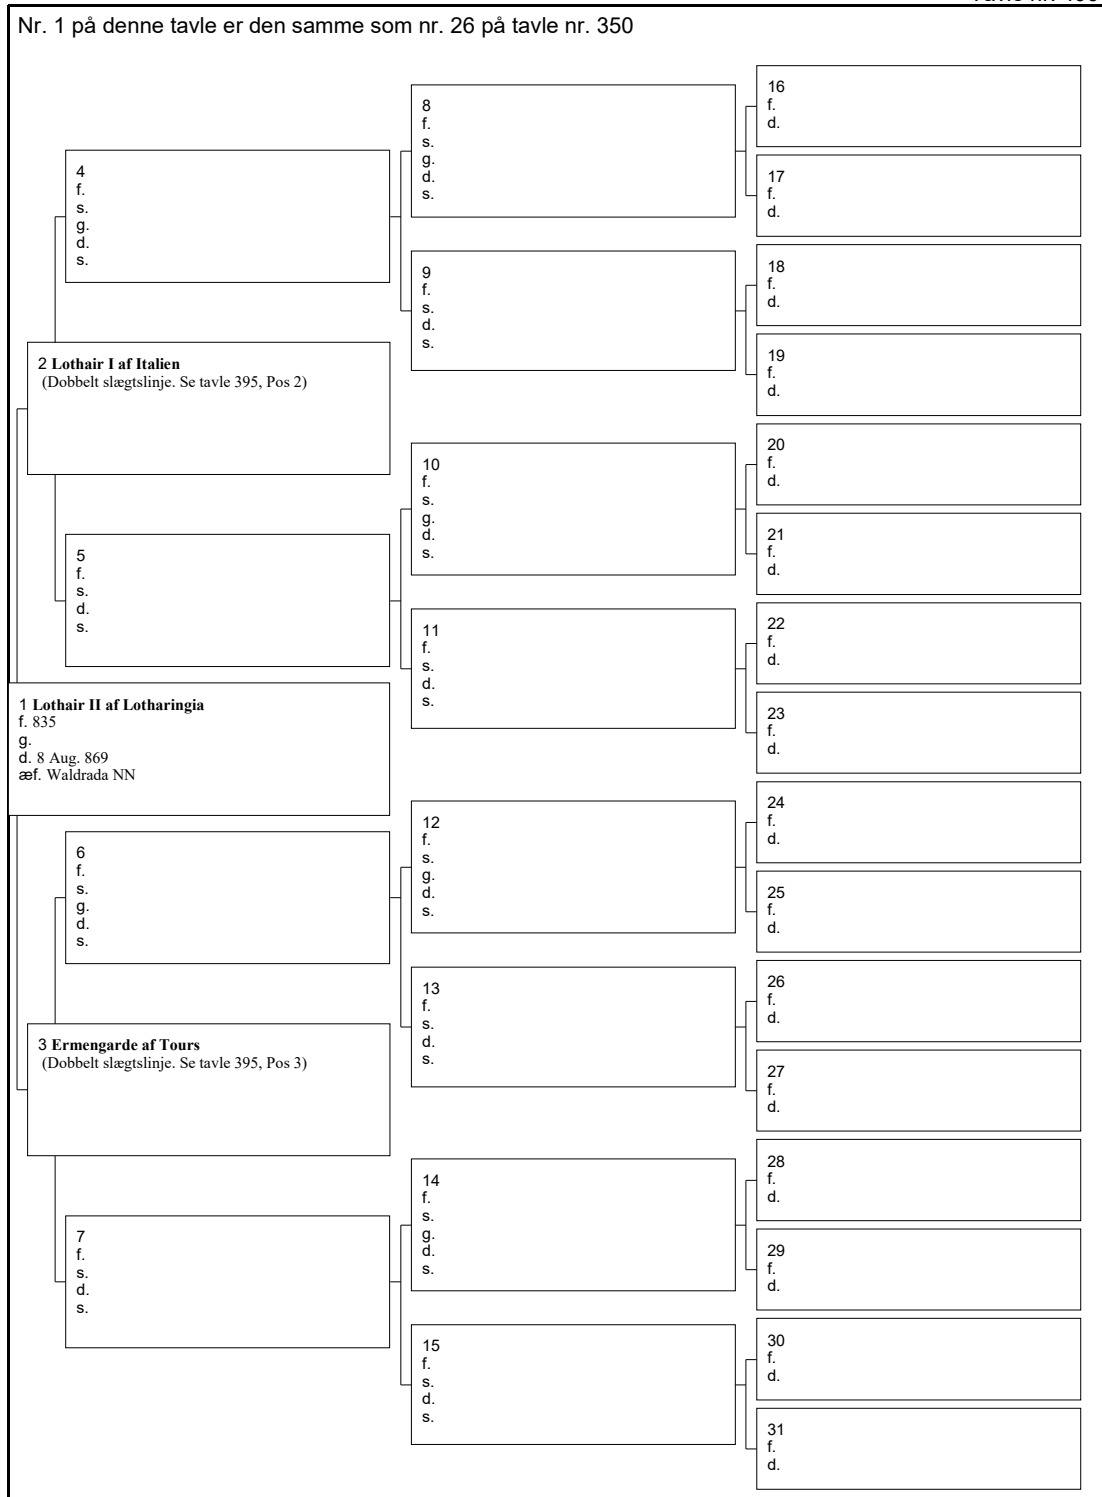 Nr. 1 på denne tavle er den samme som nr. 26 på tavle nr. 350
16
f.
d.
8
f.
s.
g.
d.
s.
17
f.
d.
4
f.
s.
g.
d.
s.
18
f.
d.
9
f.
s.
d.
s.
19
f.
d.
2 Lothair I af Italien
(Dobbelt slægtslinje. Se tavle 395, Pos 2)
20
f.
d.
10
f.
s.
g.
d.
s.
21
f.
d.
5
f.
s.
d.
s.
22
f.
d.
11
f.
s.
d.
s.
23
f.
d.
1 Lothair II af Lotharingia
f. 835
g.
d. 8 Aug. 869
æf. Waldrada NN
24
f.
d.
12
f.
s.
g.
d.
s.
25
f.
d.
6
f.
s.
g.
d.
s.
26
f.
d.
13
f.
s.
d.
s.
27
f.
d.
3 Ermengarde af Tours
(Dobbelt slægtslinje. Se tavle 395, Pos 3)
28
f.
d.
14
f.
s.
g.
d.
s.
29
f.
d.
7
f.
s.
d.
s.
30
f.
d.
15
f.
s.
d.
s.
31
f.
d.